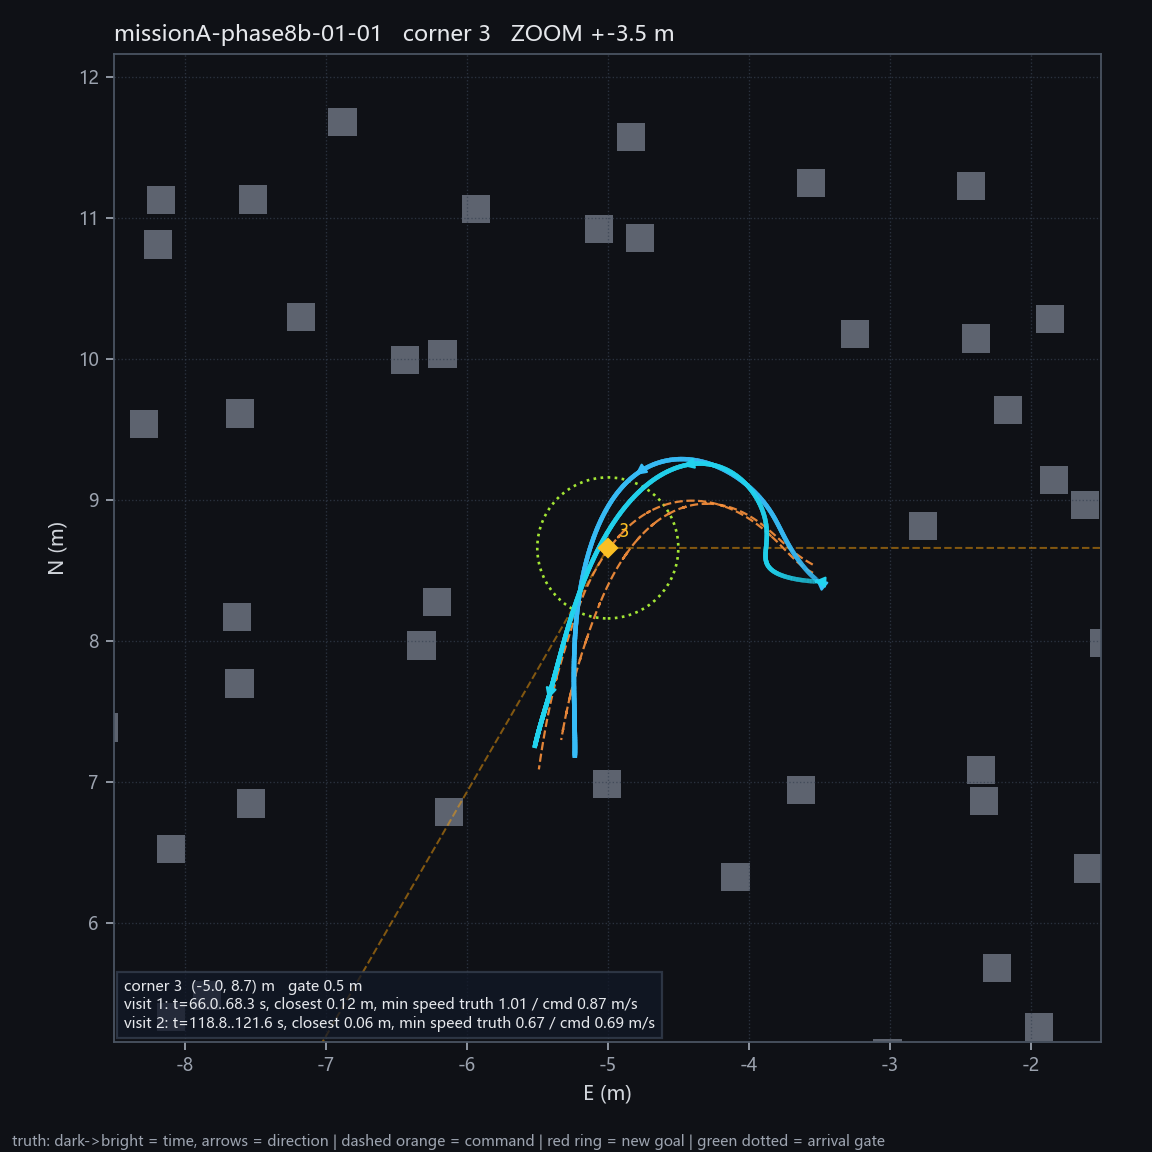 missionA-phase8b-01-01   corner 3   ZOOM +-3.5 m
12
11
10
9
8
7
6
N (m)
3
corner 3  (-5.0, 8.7) m   gate 0.5 m
visit 1: t=66.0..68.3 s, closest 0.12 m, min speed truth 1.01 / cmd 0.87 m/s
visit 2: t=118.8..121.6 s, closest 0.06 m, min speed truth 0.67 / cmd 0.69 m/s
-8
-7
-6
-5
-4
-3
-2
E (m)
truth: dark->bright = time, arrows = direction | dashed orange = command | red ring = new goal | green dotted = arrival gate